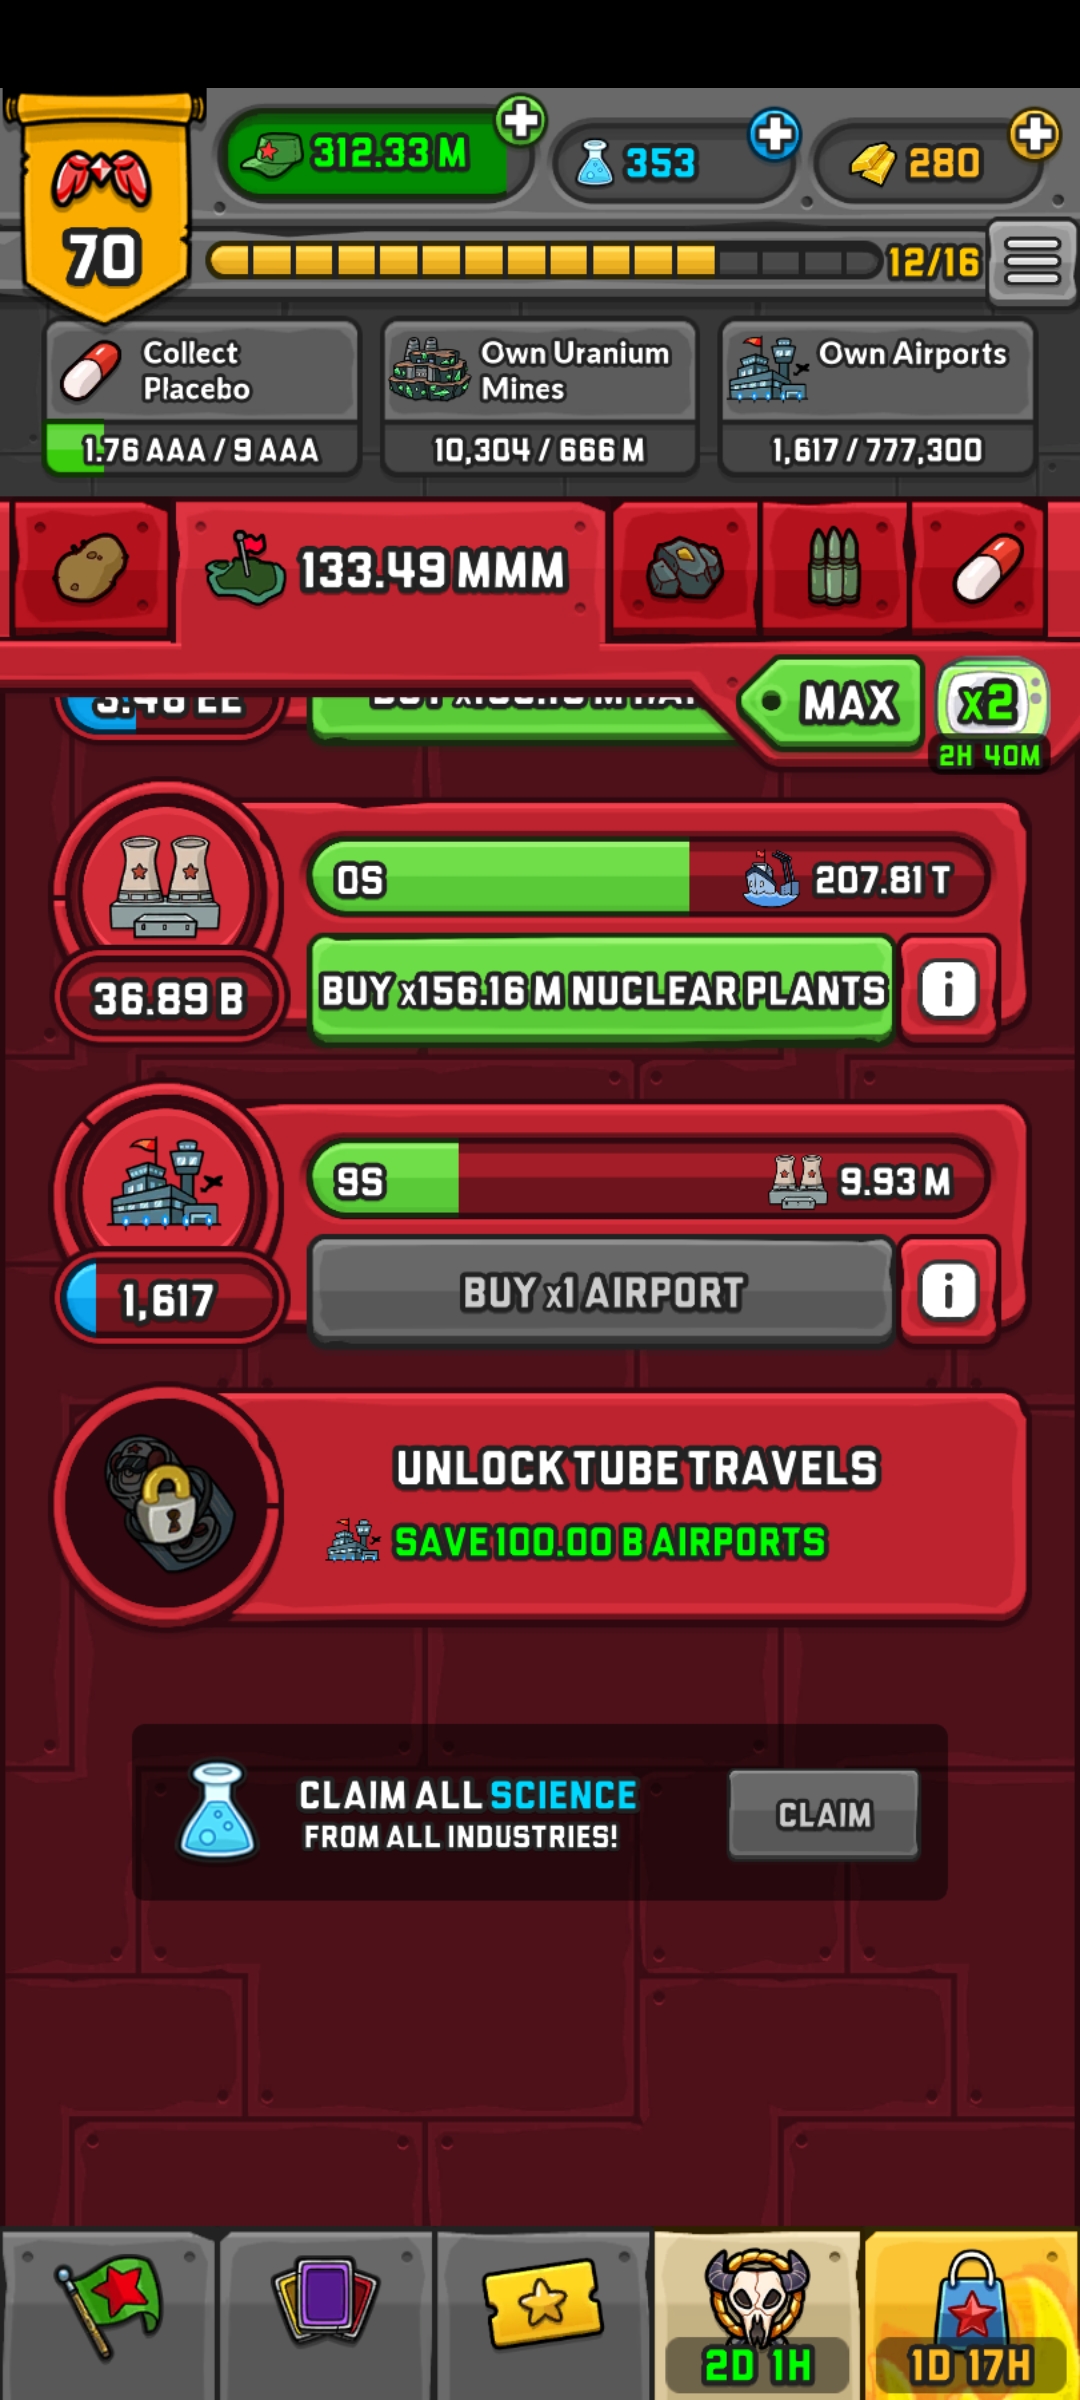 312.33 M
353
280
70
12/16
Collect
Placebo
1.76 AAA / 9 AAA
Own Uranium
Mines
10,304 / 666 M
Own Airports
1,617 / 777,300
133.49 MMM
MAX
x2
2H 40M
0S
207.81 T
36.89 B
BUY x156.16 M NUCLEAR PLANTS
i
9S
9.93 M
1,617
BUY x1 AIRPORT
i
UNLOCK TUBE TRAVELS
SAVE 100.00 B AIRPORTS
CLAIM ALL SCIENCE
FROM ALL INDUSTRIES!
CLAIM
2D 1H
1D 17H